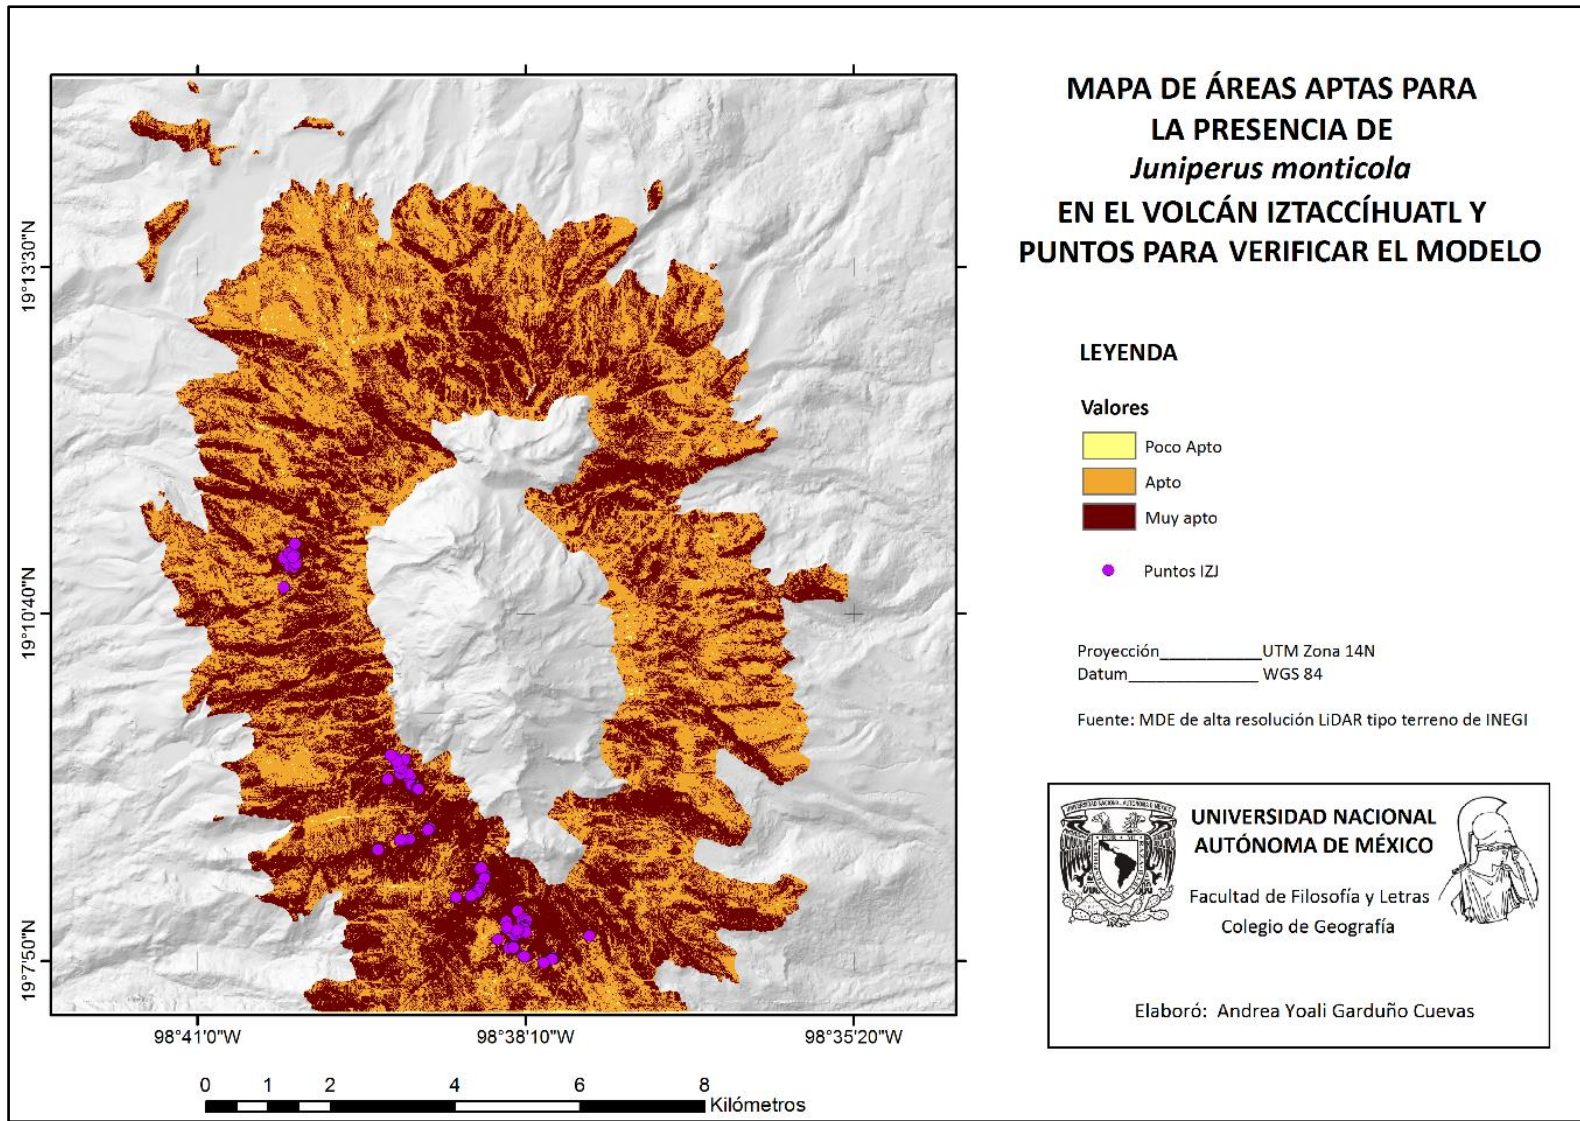 MAPA DE ÁREAS APTAS PARA
LA PRESENCIA DE
Juniperus monticola
EN EL VOLCÁN IZTACCÍHUATL Y
PUNTOS PARA VERIFICAR EL MODELO
LEYENDA
Valores
Poco Apto
Apto
Muy apto
Puntos IZJ
Proyección____________UTM Zona 14N
Datum_______________ WGS 84
Fuente: MDE de alta resolución LiDAR tipo terreno de INEGI
UNIVERSIDAD NACIONAL
AUTÓNOMA DE MÉXICO
Facultad de Filosofía y Letras
Colegio de Geografía
Elaboró: Andrea Yoali Garduño Cuevas
19°13'30"N
19°10'40"N
19°7'50"N
98°41'0"W 98°38'10"W 98°35'20"W
0 1 2 4 6 8
Kilómetros